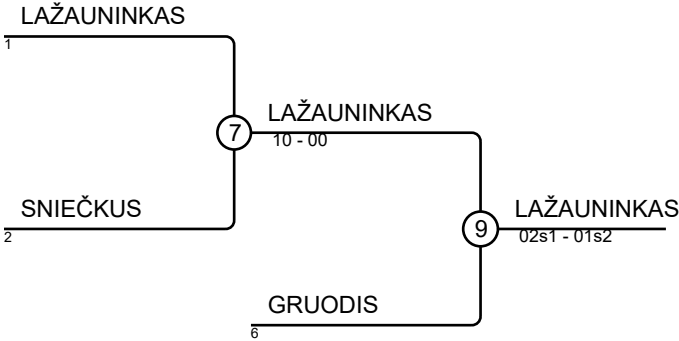 LAŽAUNINKAS
1
7
LAŽAUNINKAS
10 - 00
SNIEČKUS
2
9
LAŽAUNINKAS
02s1 - 01s2
GRUODIS
6